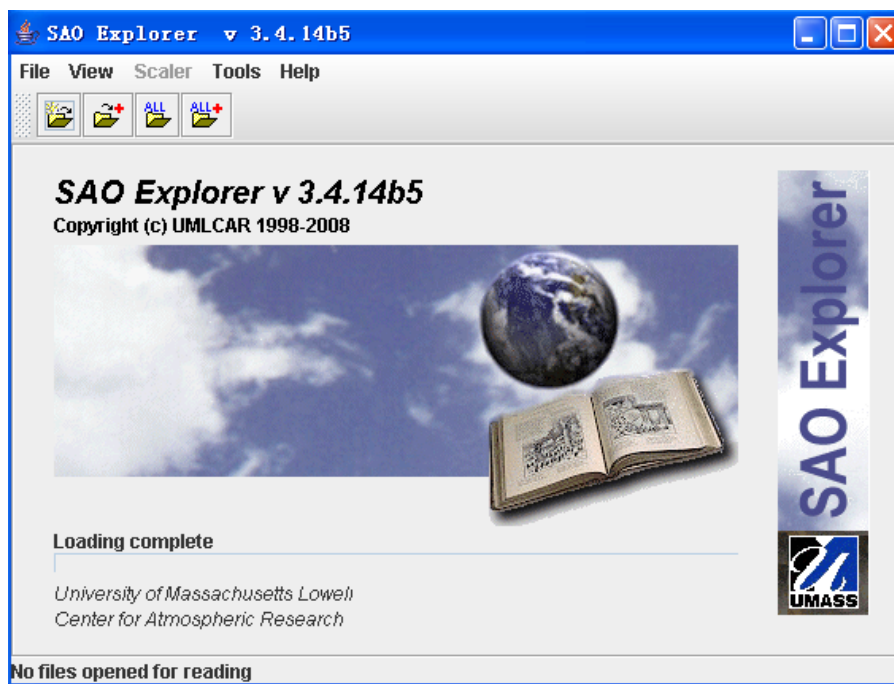 SAO Explorer v 3.4.14b5
File View Scaler Tools Help
ALL ALL
SAO Explorer v 3.4.14b5
Copyright (c) UMLCAR 1998-2008
SAO Explorer
Loading complete
University of Massachusetts Lowell
Center for Atmospheric Research
UMASS
No files opened for reading